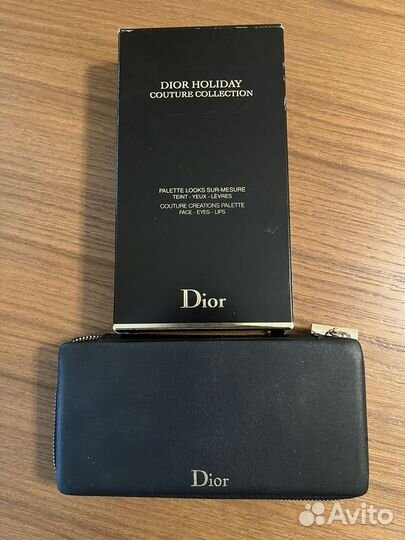 DIOR HOLIDAY
COUTURE COLLECTION
PALETTE LOOKS SUR-MESURE
TEINT - YEUX - LÈVRES
COUTURE CREATIONS PALETTE
FACE - EYES - LIPS
Dior
Dior
Avito